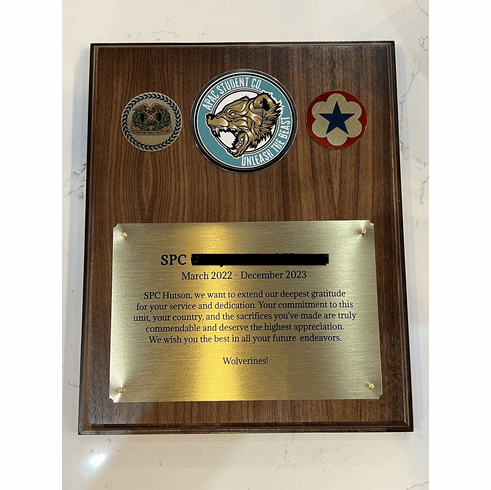 APAC STUDENT CO.
UNLEASH THE BEAST
SPC
March 2022 - December 2023
SPC Hutson, we want to extend our deepest gratitude
for your service and dedication. Your commitment to this
unit, your country, and the sacrifices you've made are truly
commendable and deserve the highest appreciation.
We wish you the best in all your future endeavors.
Wolverines!